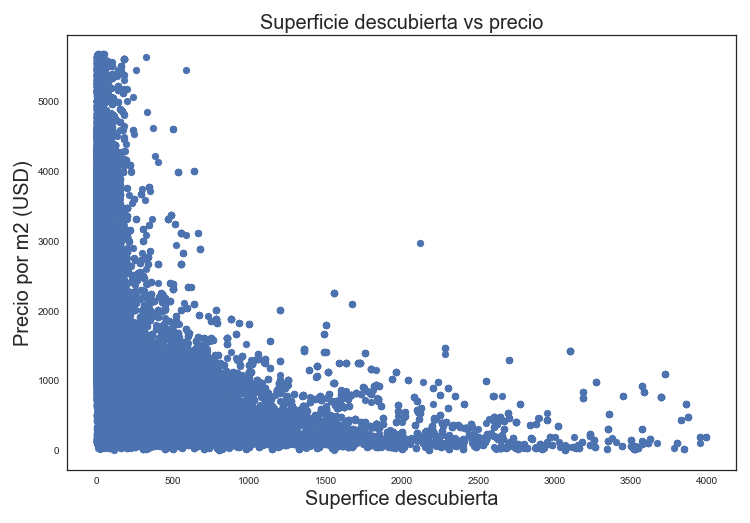 Superficie descubierta vs precio
Precio por m2 (USD)
5000
4000
3000
2000
1000
0
0 500 1000 1500 2000 2500 3000 3500 4000
Superfice descubierta